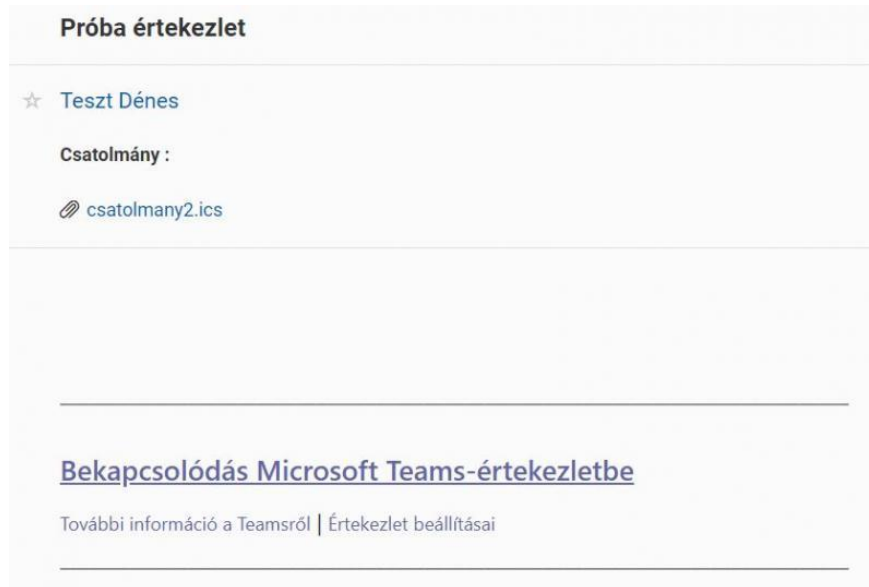 Próba értekezlet
Teszt Dénes
Csatolmány :
csatolmany2.ics
Bekapcsolódás Microsoft Teams-értekezletbe
További információ a Teamsről | Értekezlet beállításai